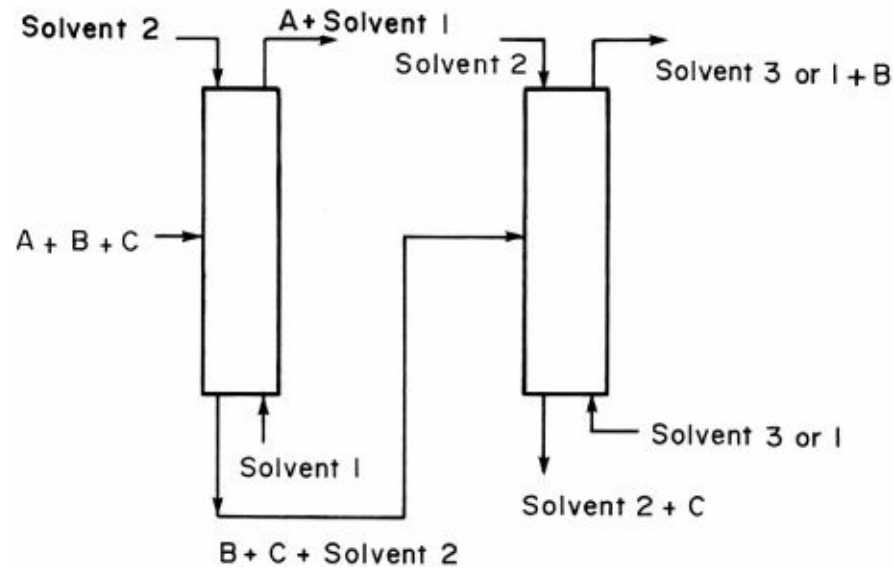 Solvent 2
A + Solvent 1
Solvent 2
Solvent 3 or 1 + B
A + B + C
Solvent 1
Solvent 3 or 1
Solvent 2 + C
B + C + Solvent 2